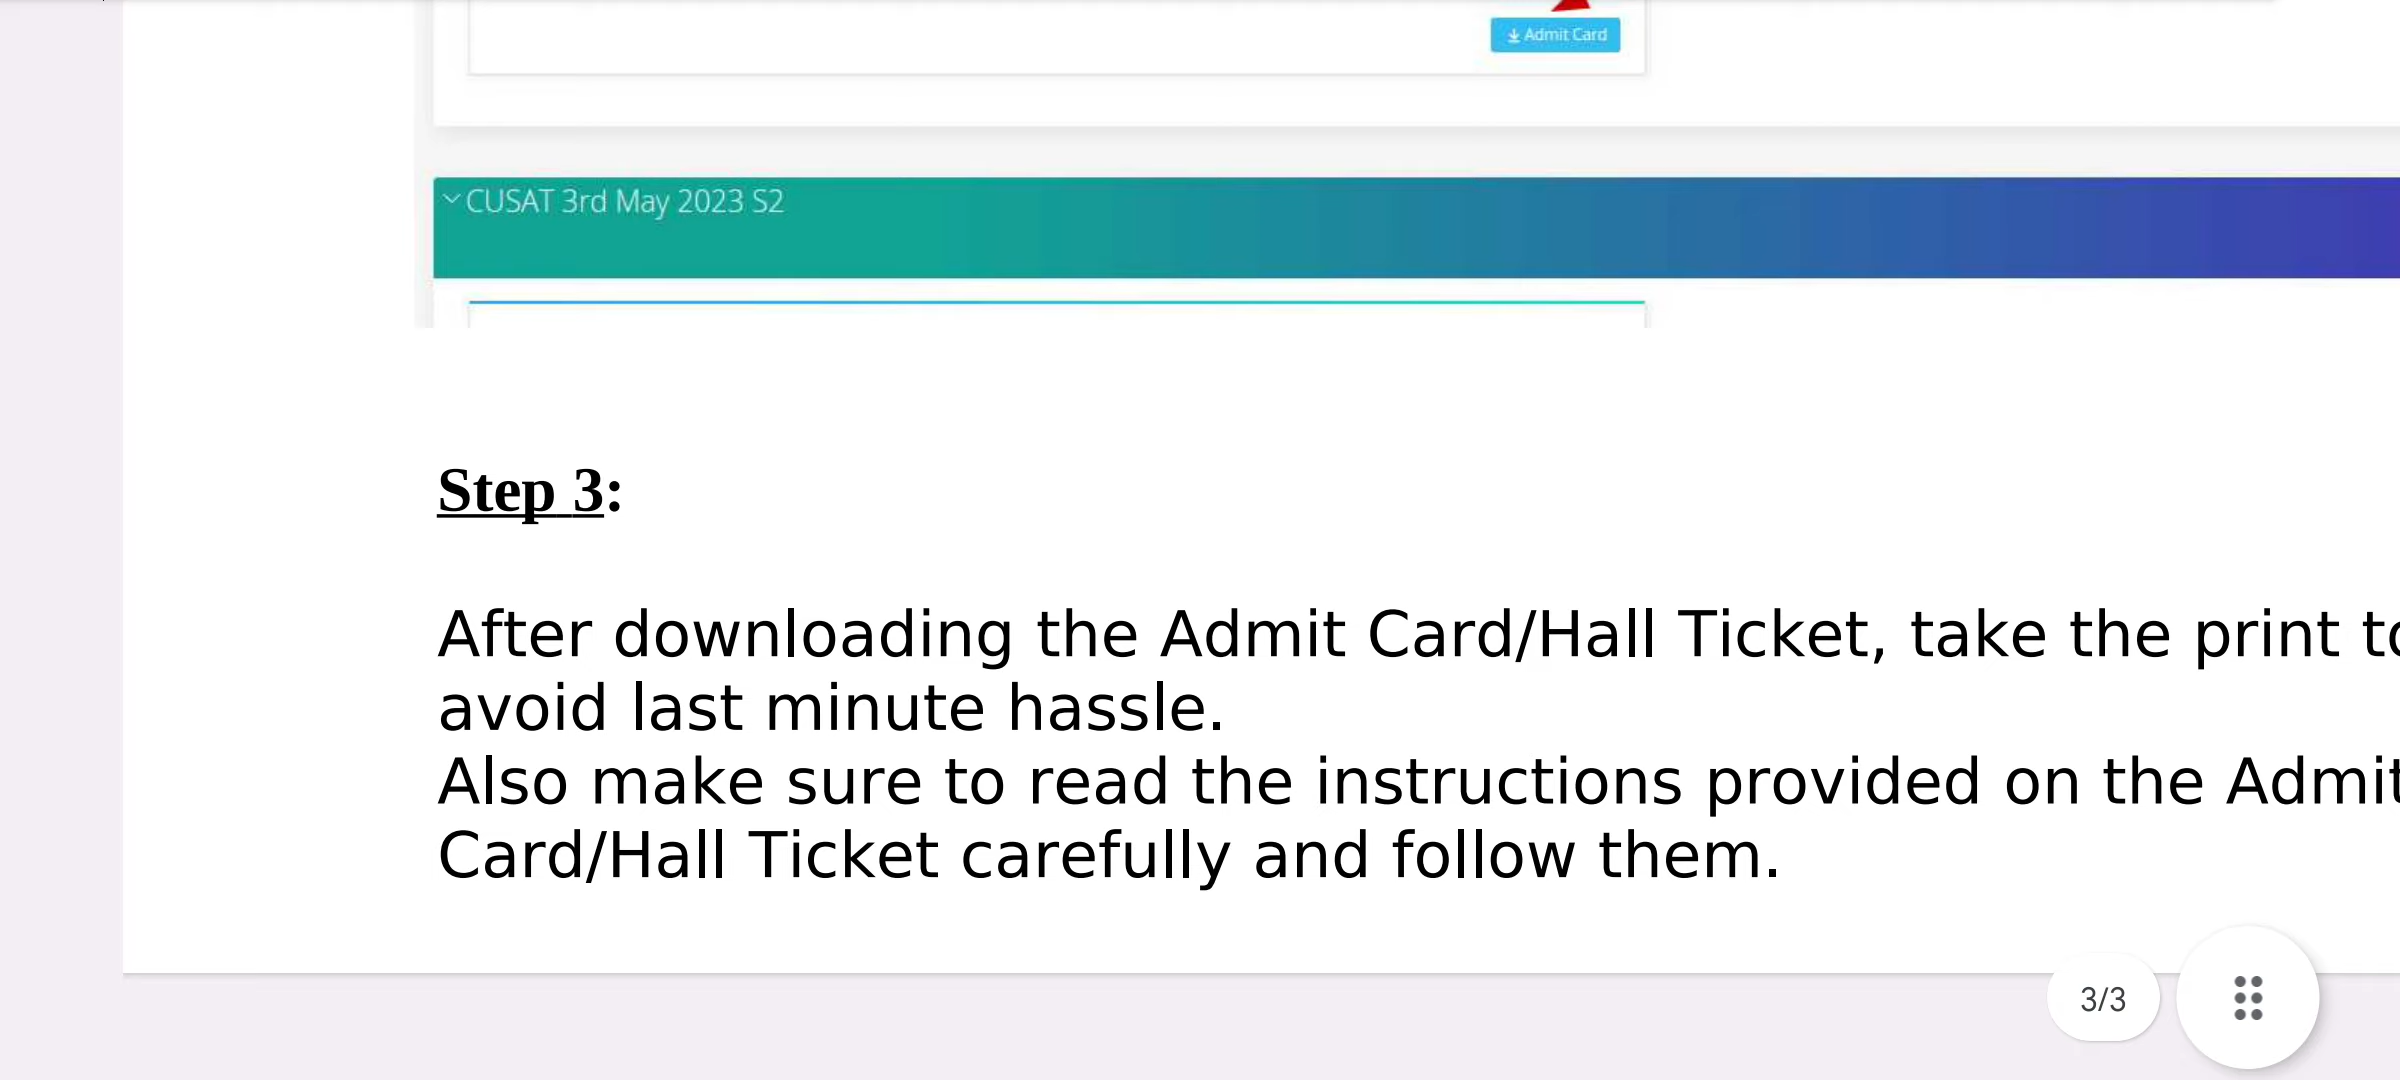 Admit Card
CUSAT 3rd May 2023 S2
Step 3:
After downloading the Admit Card/Hall Ticket, take the print to
avoid last minute hassle.
Also make sure to read the instructions provided on the Admit
Card/Hall Ticket carefully and follow them.
3/3